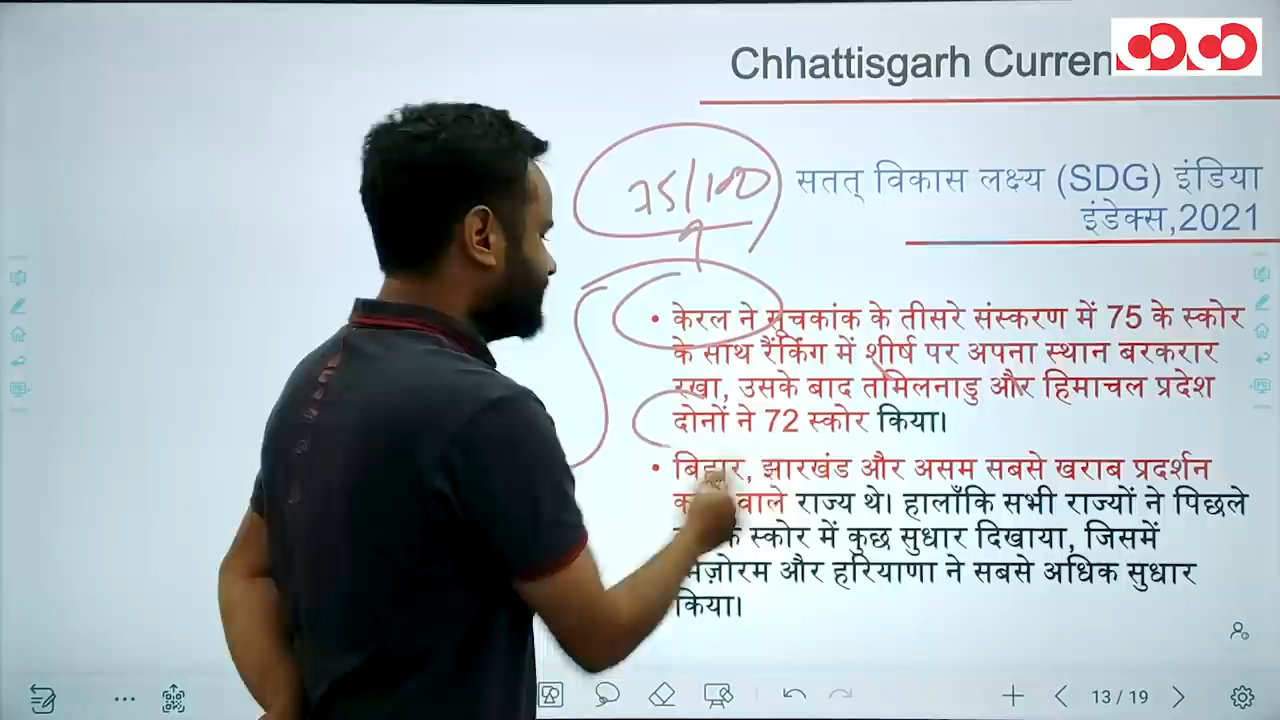 Chhattisgarh Curren
75/100
सतत् विकास लक्ष्य (SDG) इंडिया
इंडेक्स,2021
• केरल ने सूचकांक के तीसरे संस्करण में 75 के स्कोर
के साथ रैंकिंग में शीर्ष पर अपना स्थान बरकरार
रखा, उसके बाद तमिलनाडु और हिमाचल प्रदेश
दोनों ने 72 स्कोर किया।
• बिहार, झारखंड और असम सबसे खराब प्रदर्शन
वाले राज्य थे। हालाँकि सभी राज्यों ने पिछले
स्कोर में कुछ सुधार दिखाया, जिसमें
और हरियाणा ने सबसे अधिक सुधार
किया।
13 / 19